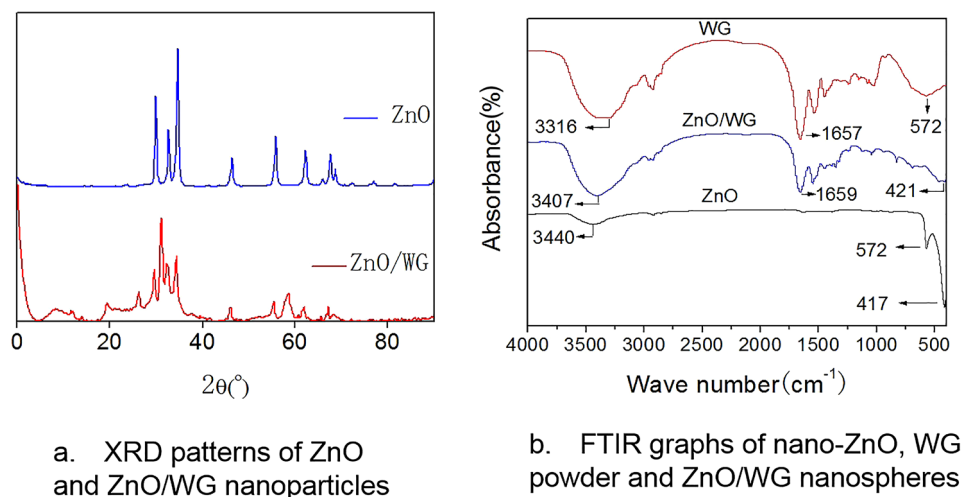 ZnO
ZnO/WG
0
20
40
60
80
2θ(°)
a. XRD patterns of ZnO
and ZnO/WG nanoparticles
WG
3316
1657
572
ZnO/WG
3407
1659
421
ZnO
3440
572
417
Absorbance(%)
4000 3500 3000 2500 2000 1500 1000 500
Wave number(cm⁻¹)
b. FTIR graphs of nano-ZnO, WG
powder and ZnO/WG nanospheres